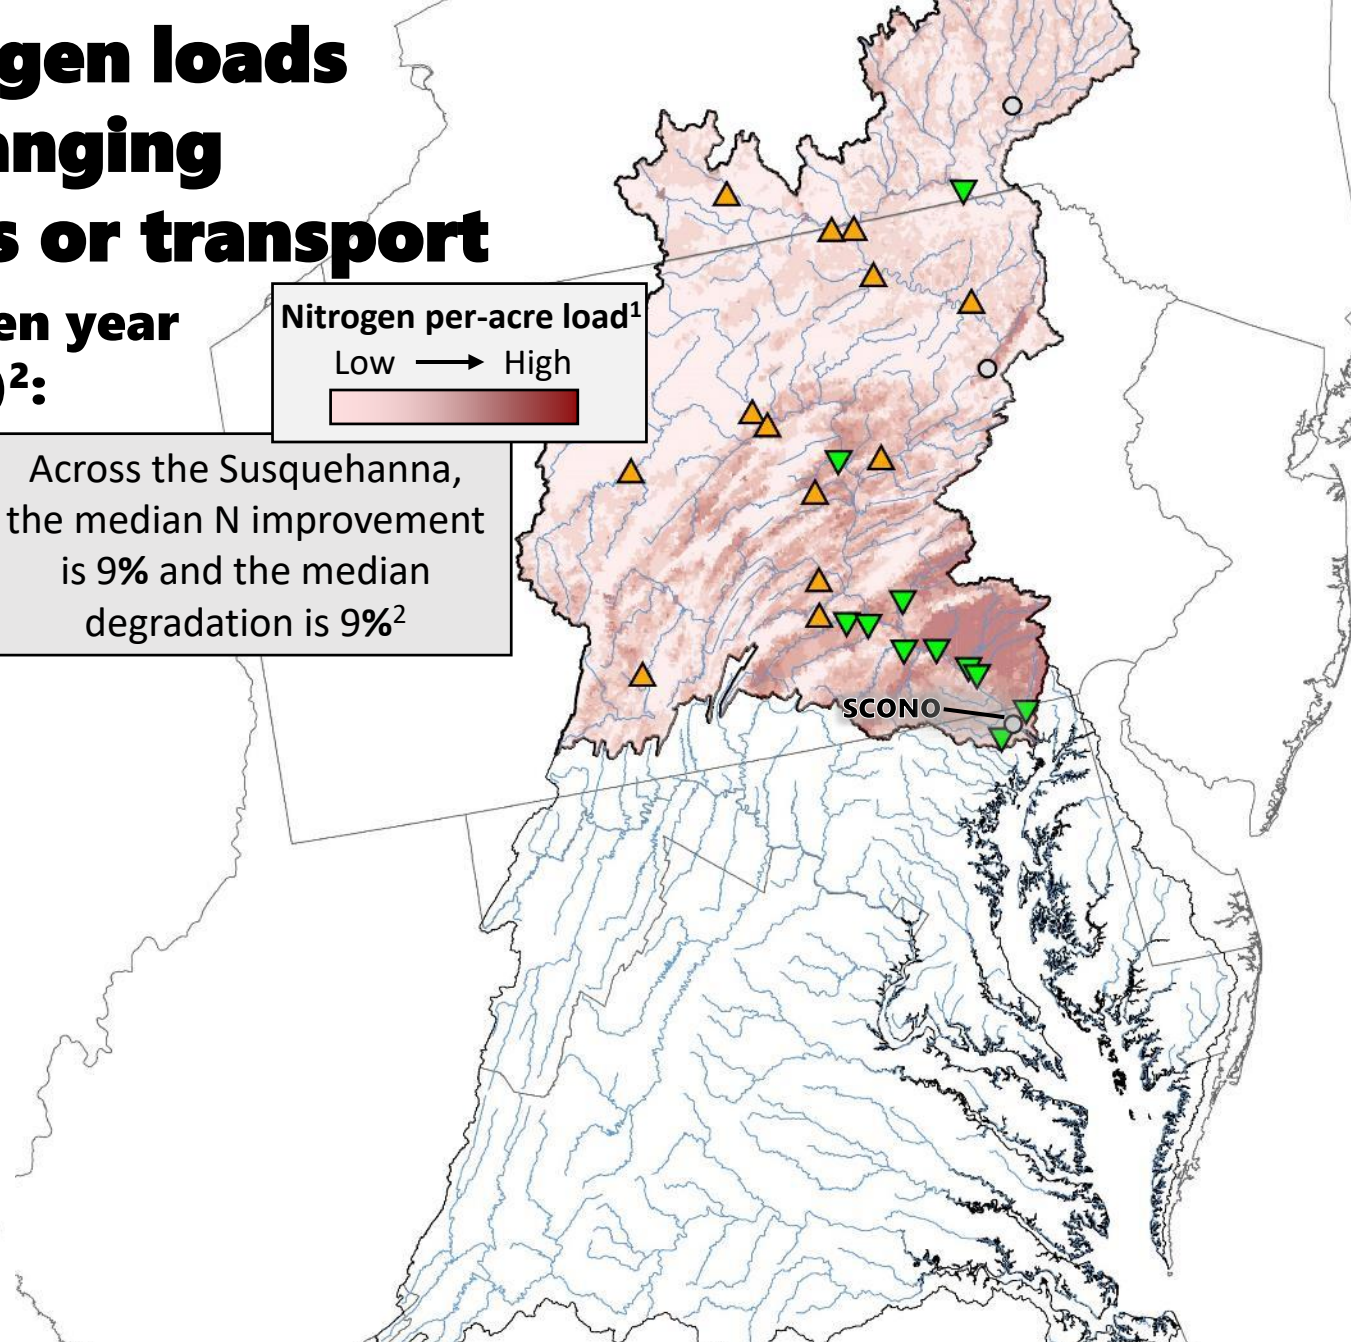 gen loads
anging
s or transport
en year
)²:
Nitrogen per-acre load¹
Low → High
Across the Susquehanna,
the median N improvement
is 9% and the median
degradation is 9%²
SCONO